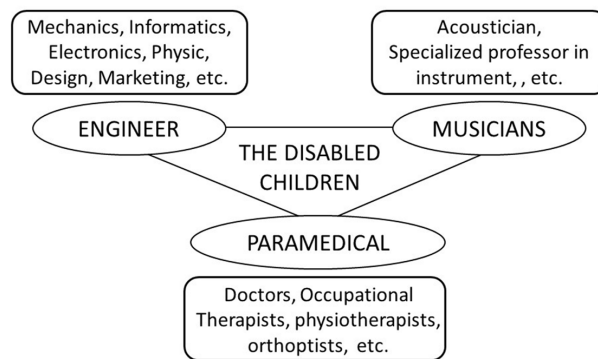 Mechanics, Informatics,
Electronics, Physic,
Design, Marketing, etc.
Acoustician,
Specialized professor in
instrument, , etc.
ENGINEER
MUSICIANS
THE DISABLED
CHILDREN
PARAMEDICAL
Doctors, Occupational
Therapists, physiotherapists,
orthoptists, etc.